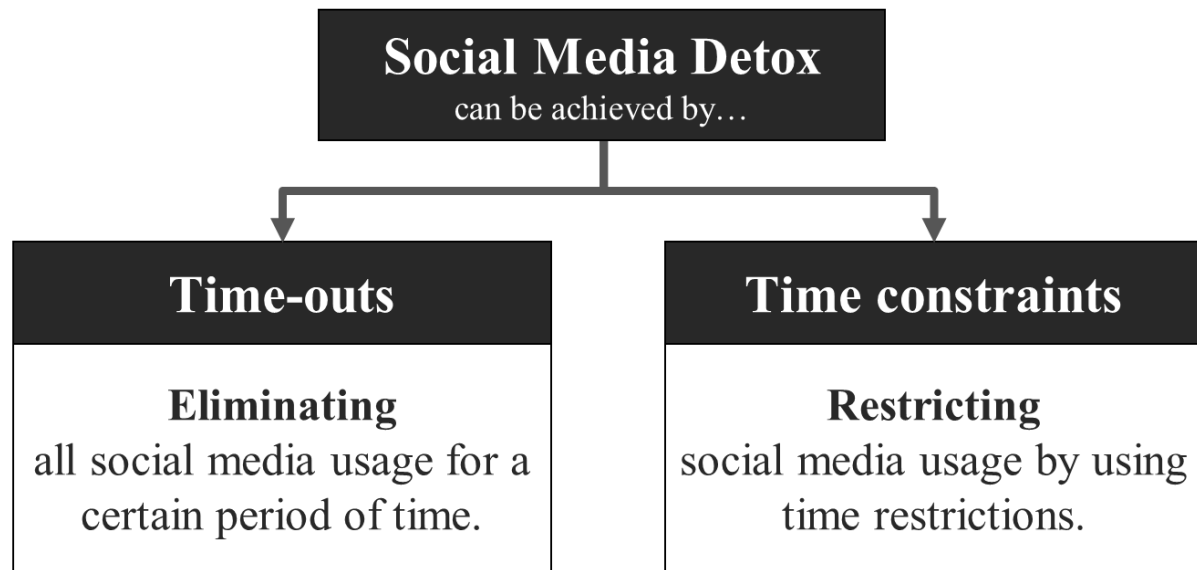 Social Media Detox
can be achieved by…
Time-outs
Eliminating
all social media usage for a
certain period of time.
Time constraints
Restricting
social media usage by using
time restrictions.